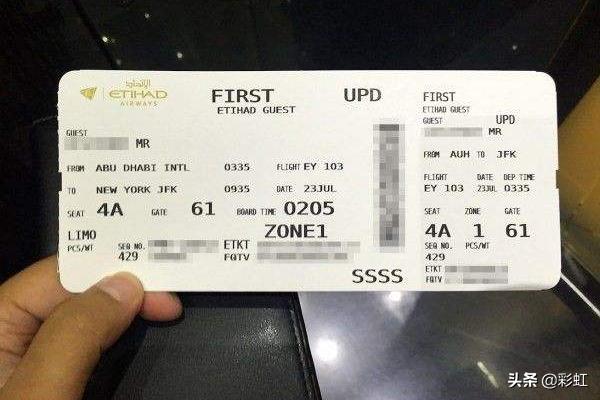 الإتحاد
ETIHAD
AIRWAYS
FIRST UPD
ETIHAD GUEST
GUEST
MR
FROM ABU DHABI INTL 0335 FLIGHT EY 103
TO NEW YORK JFK 0935 DATE 23JUL
SEAT 4A GATE 61 BOARD TIME 0205
LIMO ZONE1
PCS/WT SEQ NO. ETKT
429 FQTV
SSSS
FIRST
ETIHAD GUEST
GUEST UPD
MR
FROM AUH TO JFK
FLIGHT DATE DEP TIME
EY 103 23JUL 0335
SEAT ZONE GATE
4A 1 61
SEQ NO. PCS/WT
429
ETKT
FQTV
头条 @彩虹